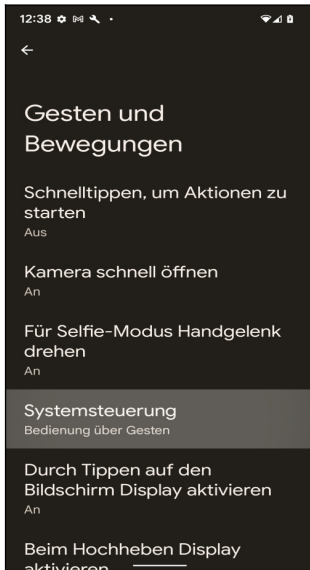 12:38
Gesten und
Bewegungen
Schnelltippen, um Aktionen zu
starten
Aus
Kamera schnell öffnen
An
Für Selfie-Modus Handgelenk
drehen
An
Systemsteuerung
Bedienung über Gesten
Durch Tippen auf den
Bildschirm Display aktivieren
An
Beim Hochheben Display
aktivieren